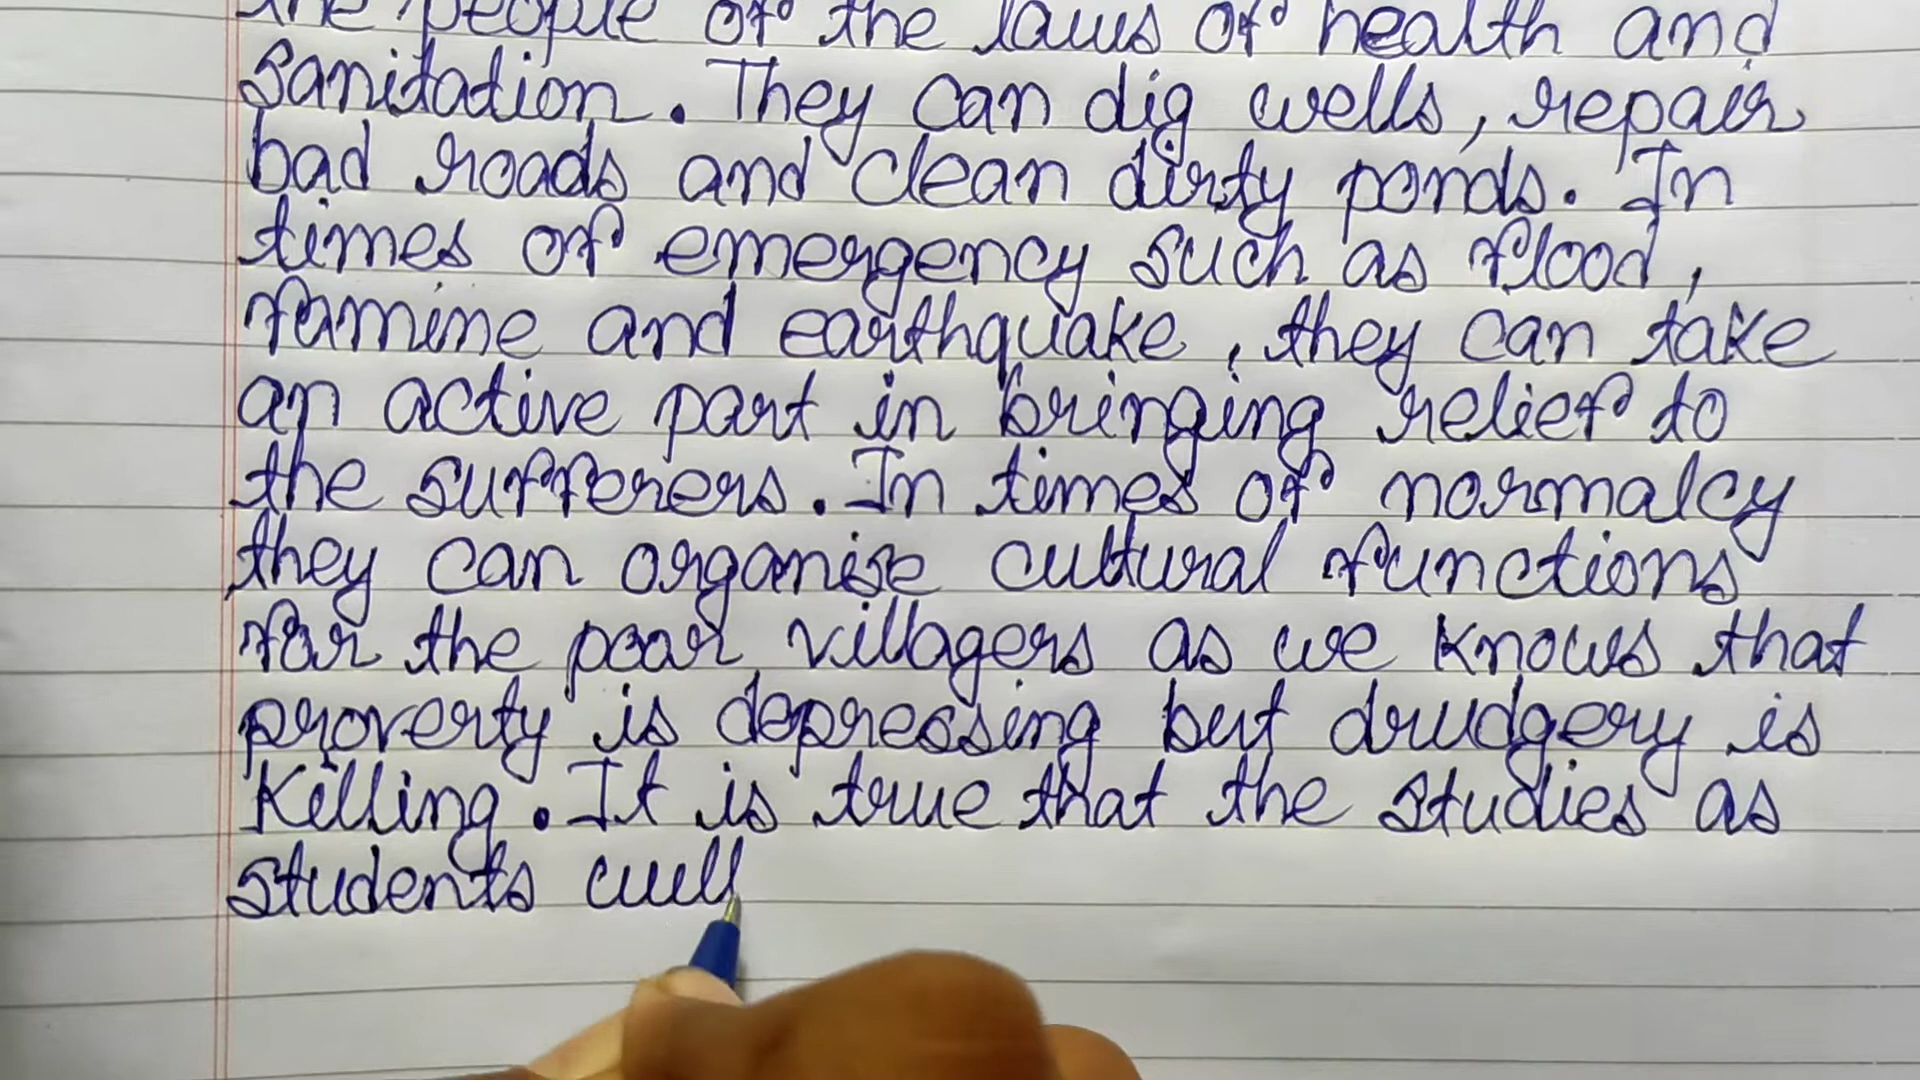 the people of the laws of health and
sanitation. They can dig wells, repair
bad roads and clean dirty ponds. In
times of emergency such as flood,
famine and earthquake, they can take
an active part in bringing relief to
the sufferers. In times of normalcy
they can organise cultural functions
for the poor villagers as we knows that
proverty is depressing but drudgery is
killing. It is true that the studies as
students will